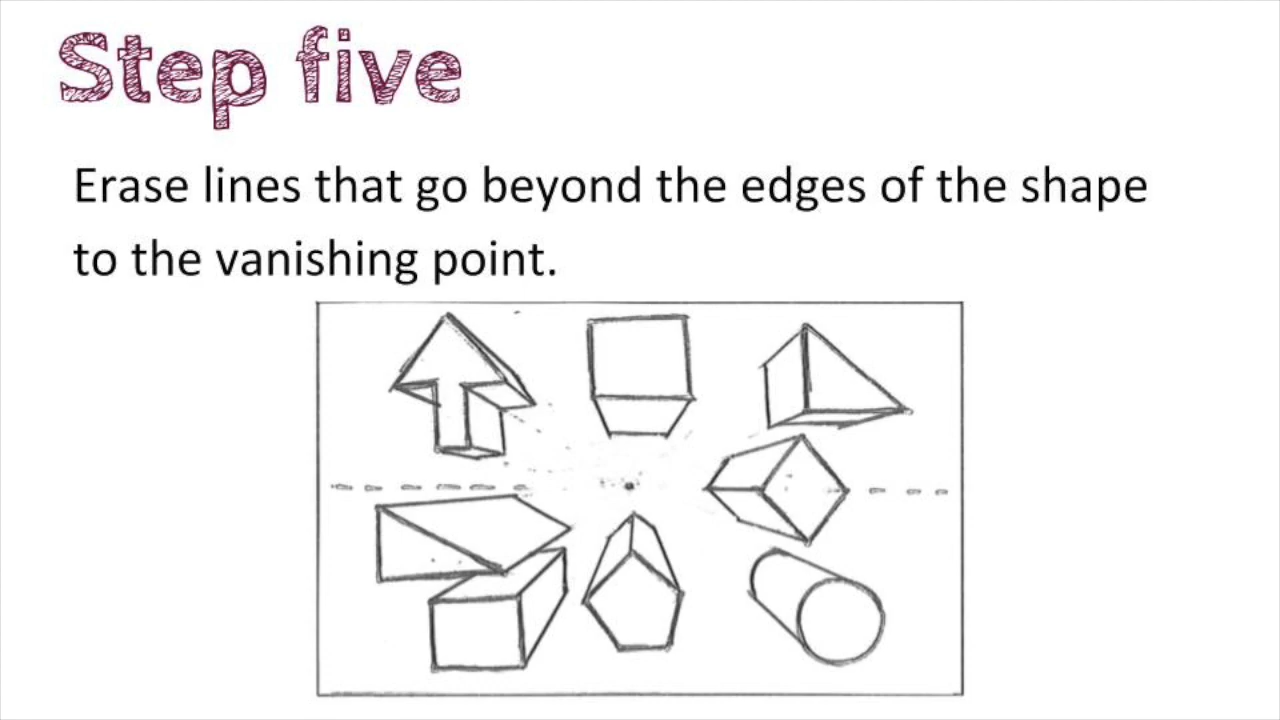 Step five
Erase lines that go beyond the edges of the shape
to the vanishing point.